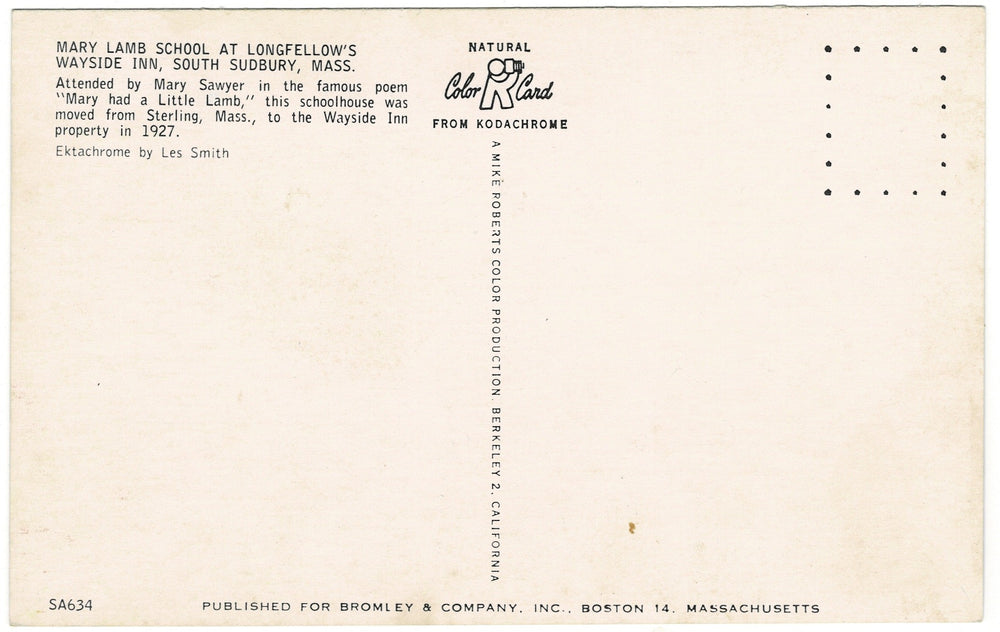 MARY LAMB SCHOOL AT LONGFELLOW'S
WAYSIDE INN, SOUTH SUDBURY, MASS.
Attended by Mary Sawyer in the famous poem
"Mary had a Little Lamb," this schoolhouse was
moved from Sterling, Mass., to the Wayside Inn
property in 1927.
Ektachrome by Les Smith
NATURAL
Color Card
FROM KODACHROME
A MIKE ROBERTS COLOR PRODUCTION. BERKELEY 2, CALIFORNIA
SA634
PUBLISHED FOR BROMLEY & COMPANY, INC., BOSTON 14, MASSACHUSETTS